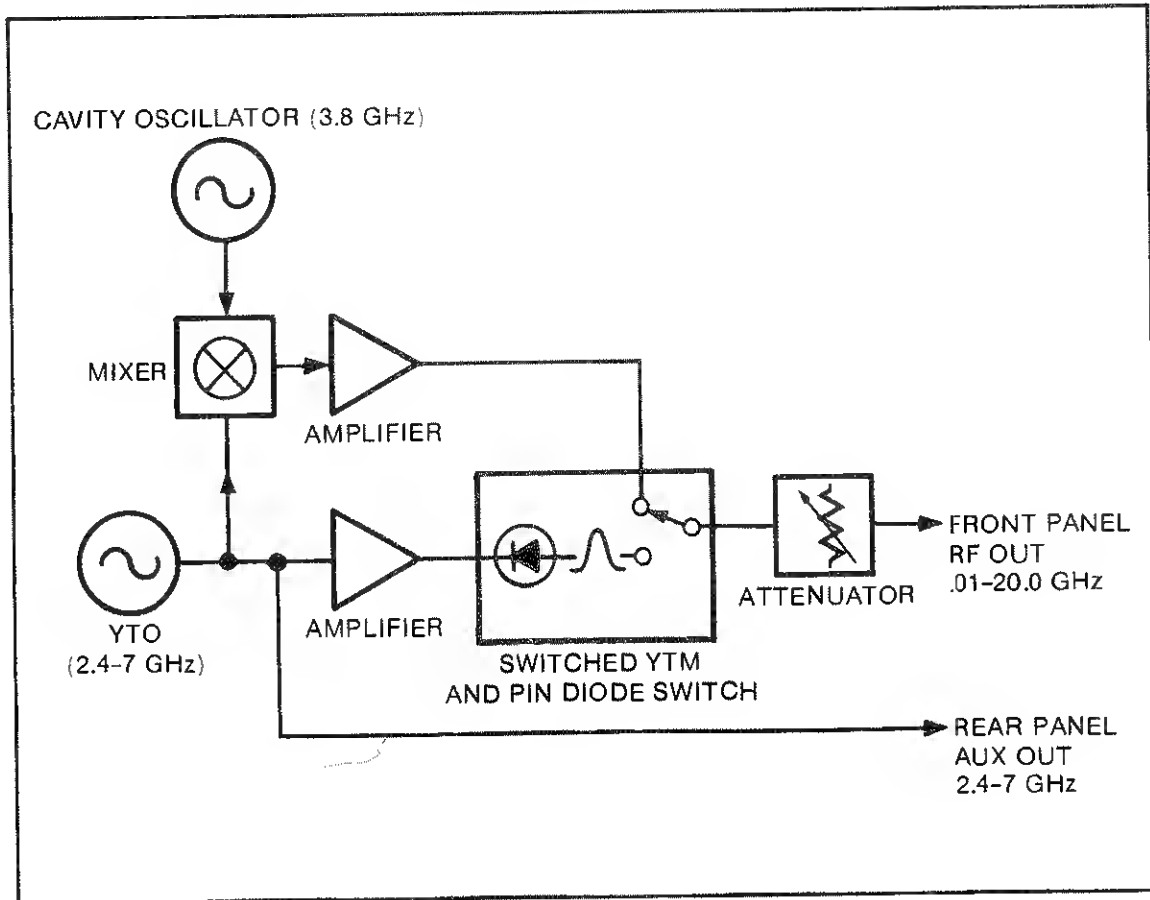 CAVITY OSCILLATOR (3.8 GHz)
MIXER
AMPLIFIER
YTO
(2.4–7 GHz)
AMPLIFIER
SWITCHED YTM
AND PIN DIODE SWITCH
ATTENUATOR
FRONT PANEL
RF OUT
.01–20.0 GHz
REAR PANEL
AUX OUT
2.4–7 GHz